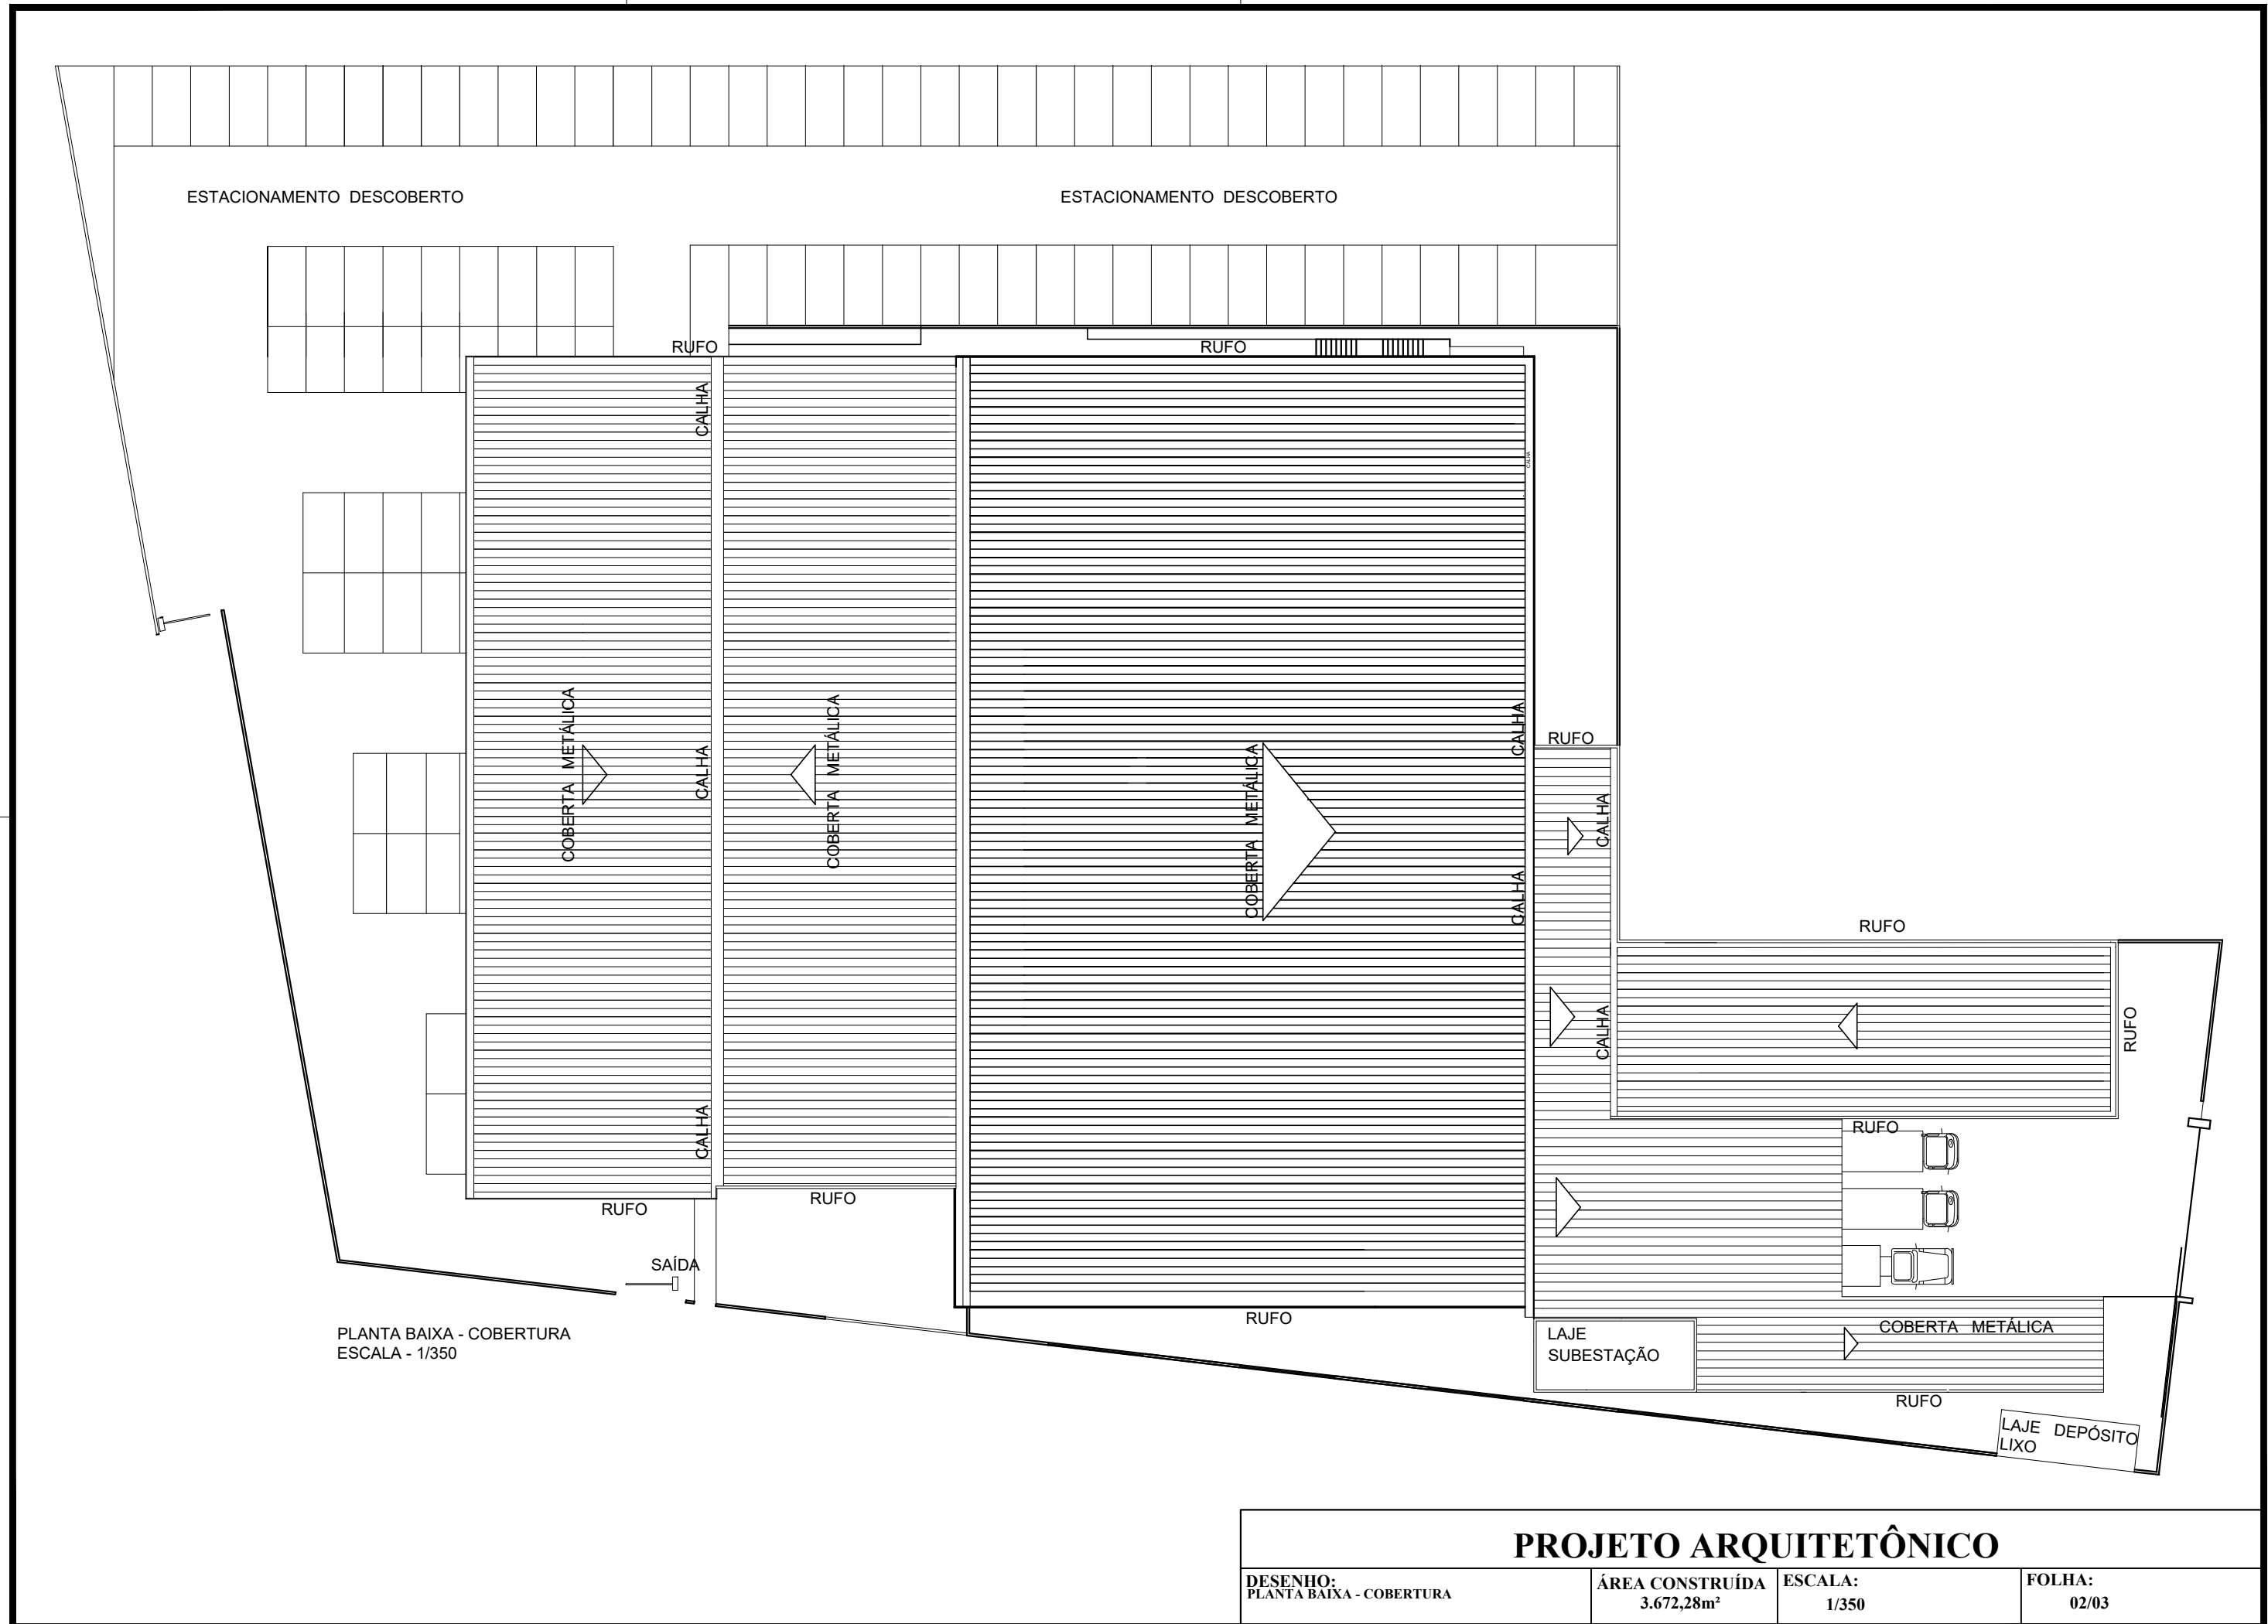 ESTACIONAMENTO DESCOBERTO
ESTACIONAMENTO DESCOBERTO
RUFO
RUFO
CALHA
CALHA
COBERTA METÁLICA
COBERTA METÁLICA
CALHA
COBERTA METÁLICA
CALHA
CALHA
RUFO
CALHA
RUFO
CALHA
RUFO
CALHA
RUFO
RUFO
RUFO
SAÍDA
RUFO
COBERTA METÁLICA
LAJE
SUBESTAÇÃO
RUFO
LAJE DEPÓSITO
LIXO
PLANTA BAIXA - COBERTURA
ESCALA - 1/350
PROJETO ARQUITETÔNICO
DESENHO:
PLANTA BAIXA - COBERTURA
ÁREA CONSTRUÍDA
3.672,28m²
ESCALA:
1/350
FOLHA:
02/03